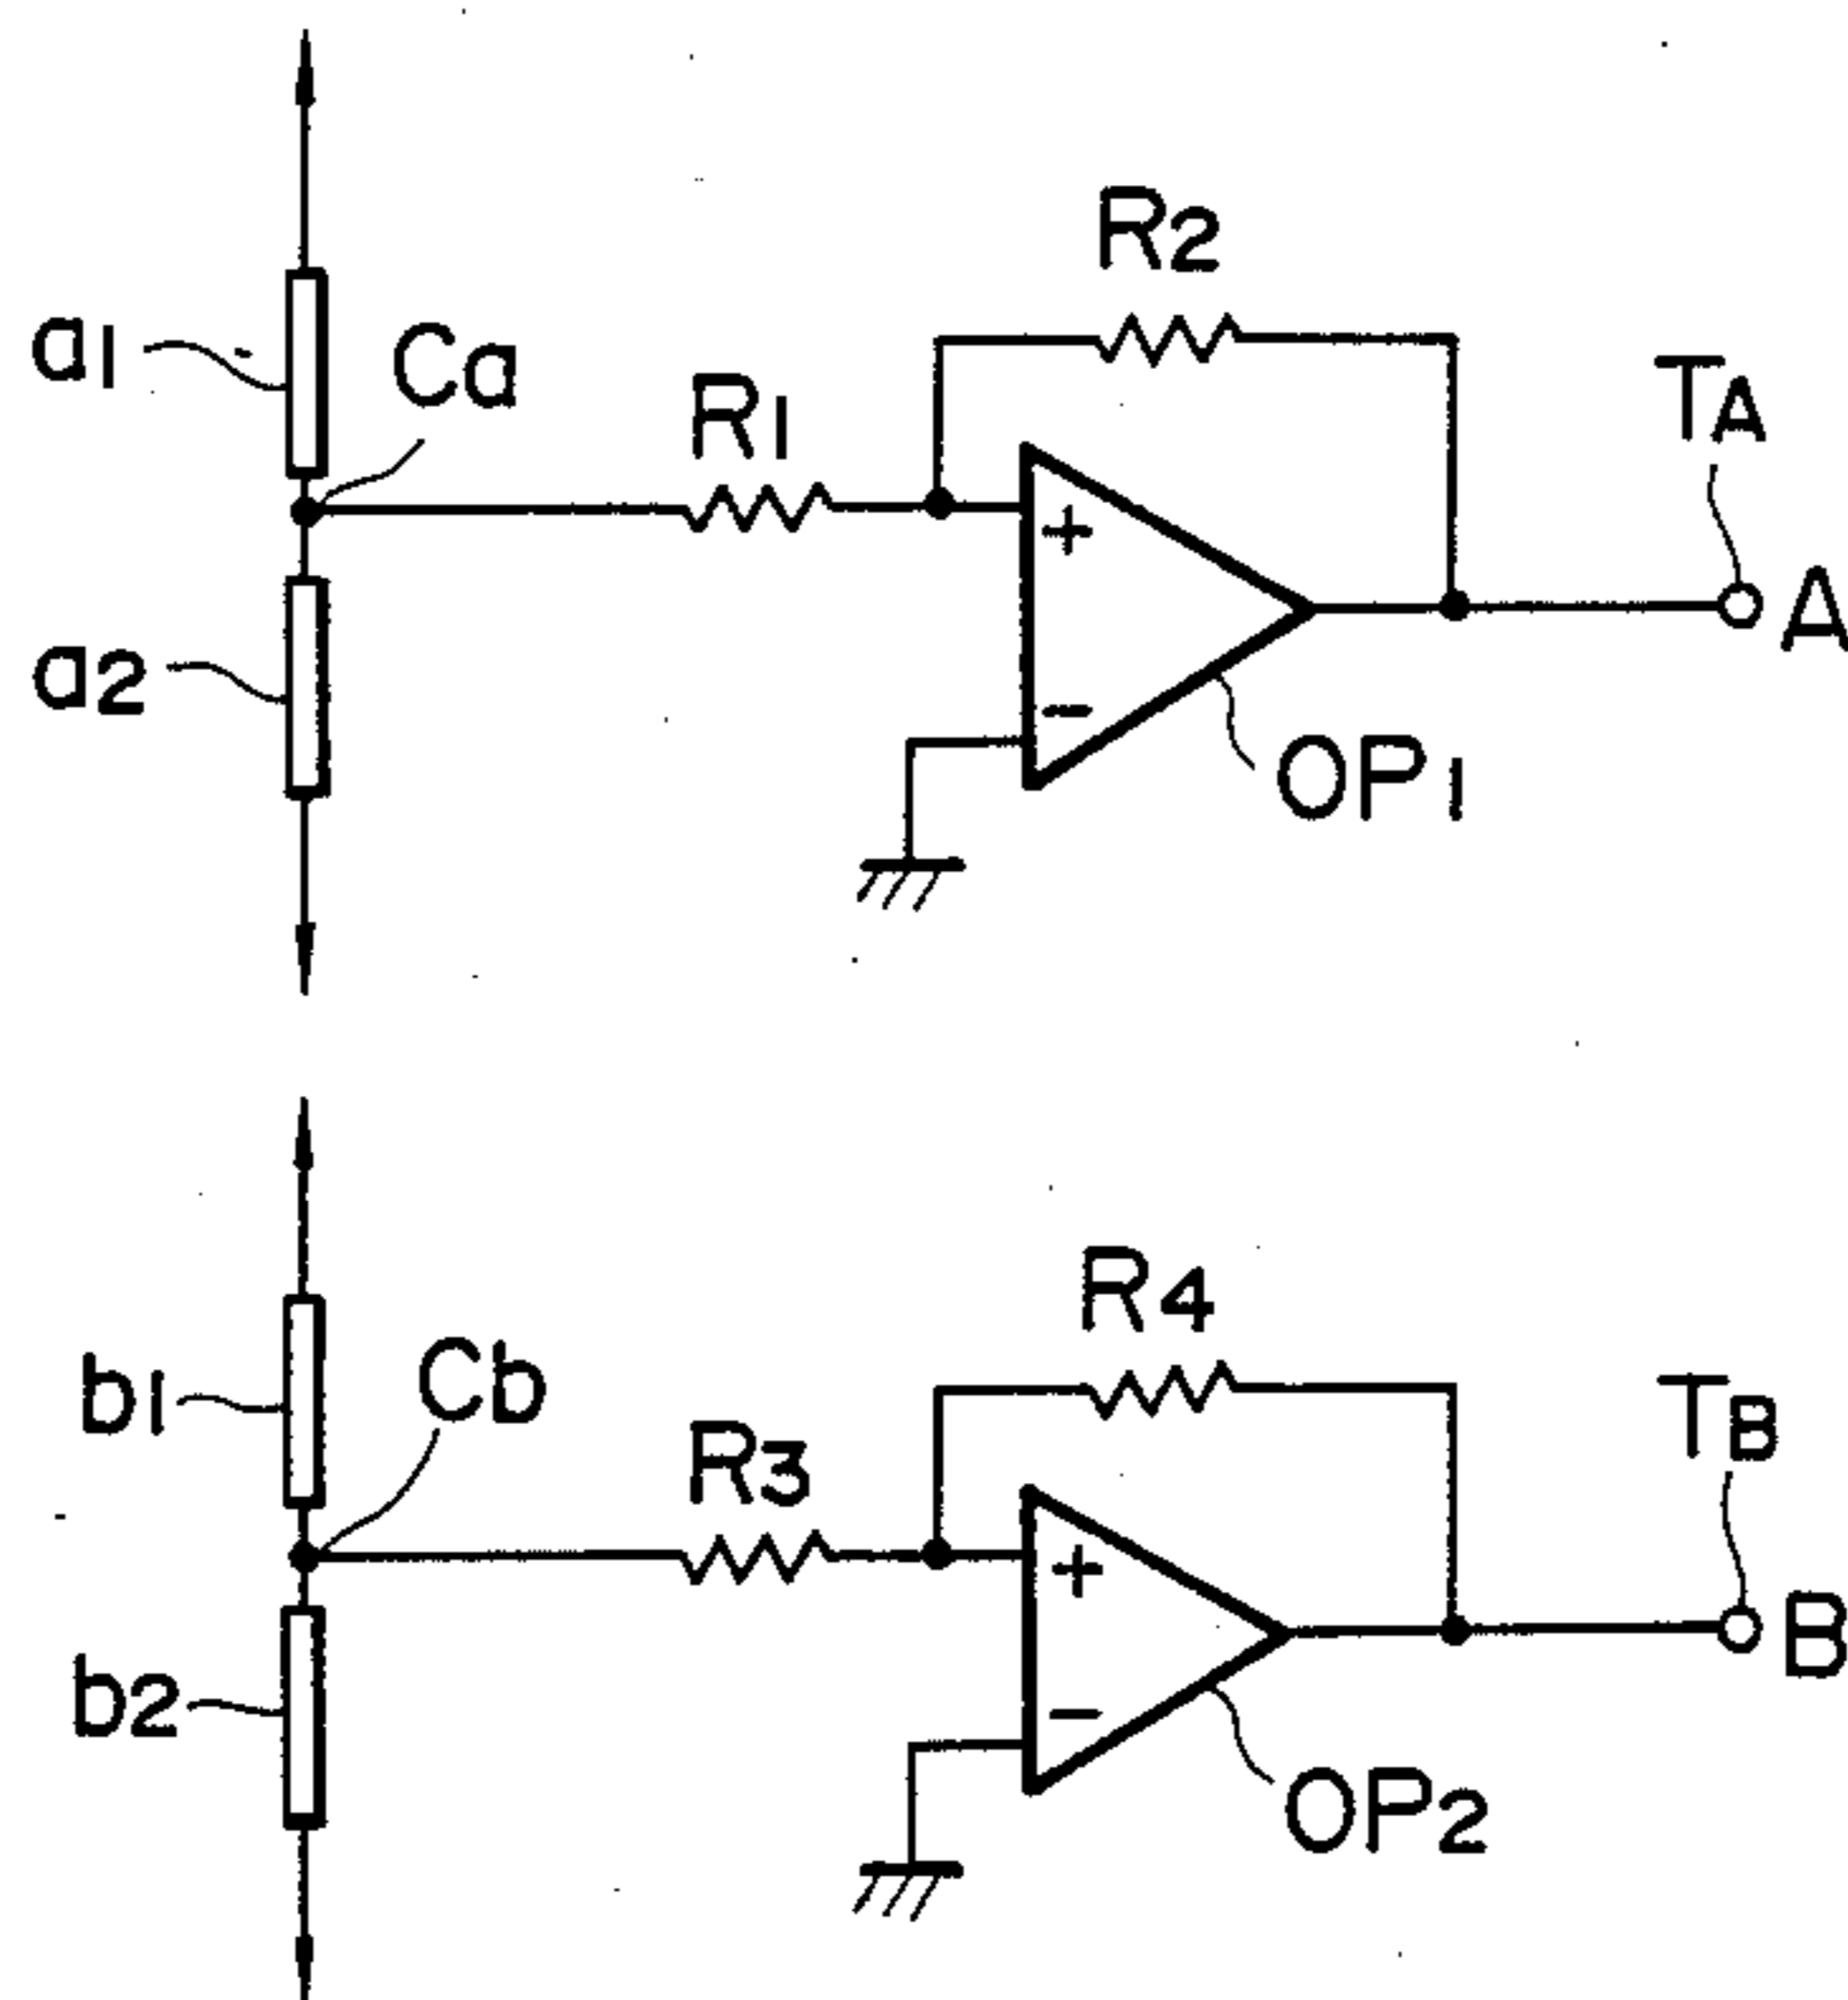 R2
a1
Ca
R1
TA
+
A
a2
-
OP1
R4
b1
Cb
R3
TB
+
B
b2
-
OP2